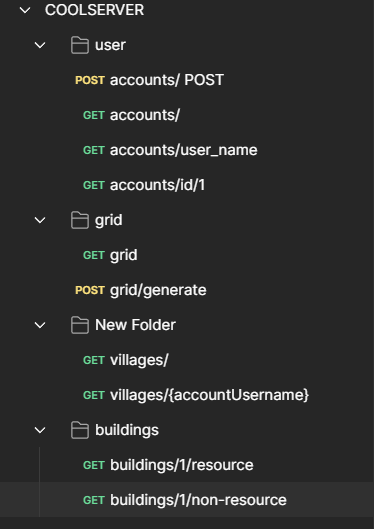 COOLSERVER
user
POST accounts/ POST
GET accounts/
GET accounts/user_name
GET accounts/id/1
grid
GET grid
POST grid/generate
New Folder
GET villages/
GET villages/{accountUsername}
buildings
GET buildings/1/resource
GET buildings/1/non-resource